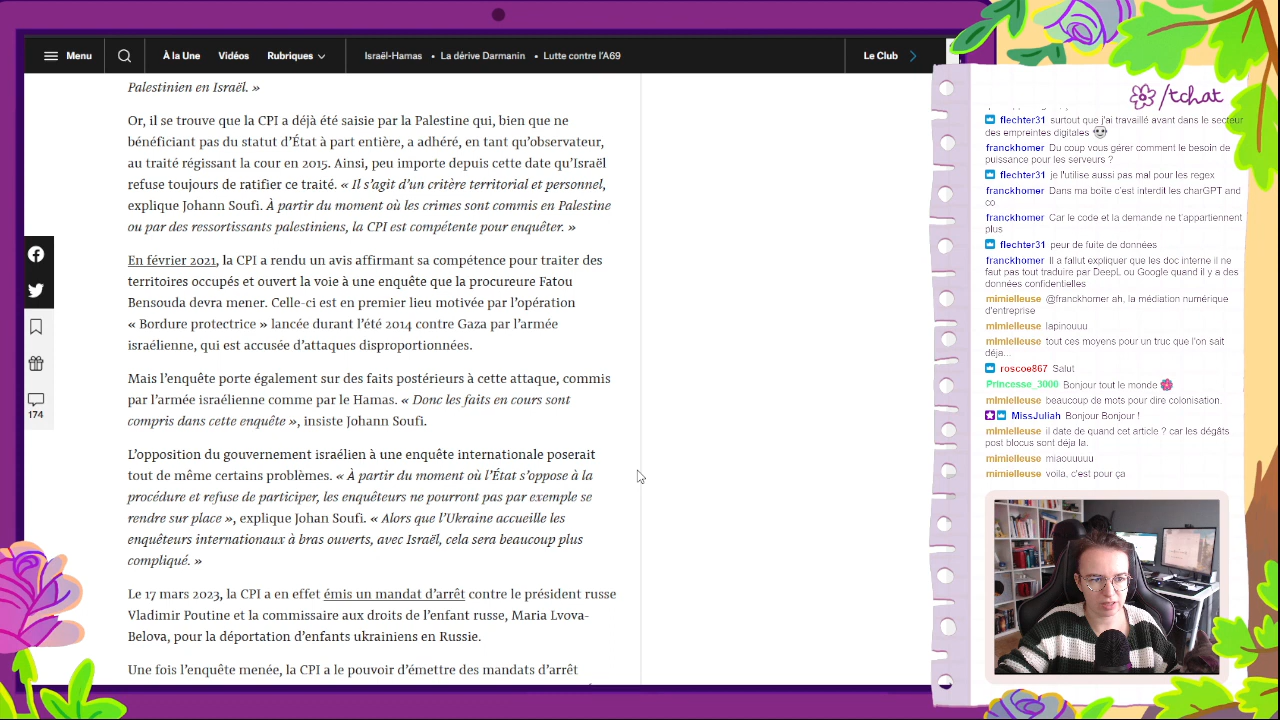 Menu
À la Une
Vidéos
Rubriques
Israël-Hamas
• La dérive Darmanin
• Lutte contre l'A69
Le Club
Palestinien en Israël. »
Or, il se trouve que la CPI a déjà été saisie par la Palestine qui, bien que ne
bénéficiant pas du statut d'État à part entière, a adhéré, en tant qu'observateur,
au traité régissant la cour en 2015. Ainsi, peu importe depuis cette date qu'Israël
refuse toujours de ratifier ce traité. « Il s'agit d'un critère territorial et personnel,
explique Johann Soufi. À partir du moment où les crimes sont commis en Palestine
ou par des ressortissants palestiniens, la CPI est compétente pour enquêter. »
En février 2021, la CPI a rendu un avis affirmant sa compétence pour traiter des
territoires occupés et ouvert la voie à une enquête que la procureure Fatou
Bensouda devra mener. Celle-ci est en premier lieu motivée par l'opération
« Bordure protectrice » lancée durant l'été 2014 contre Gaza par l'armée
israélienne, qui est accusée d'attaques disproportionnées.
Mais l'enquête porte également sur des faits postérieurs à cette attaque, commis
par l'armée israélienne comme par le Hamas. « Donc les faits en cours sont
compris dans cette enquête », insiste Johann Soufi.
L'opposition du gouvernement israélien à une enquête internationale poserait
tout de même certains problèmes. « À partir du moment où l'État s'oppose à la
procédure et refuse de participer, les enquêteurs ne pourront pas par exemple se
rendre sur place », explique Johan Soufi. « Alors que l'Ukraine accueille les
enquêteurs internationaux à bras ouverts, avec Israël, cela sera beaucoup plus
compliqué. »
Le 17 mars 2023, la CPI a en effet émis un mandat d'arrêt contre le président russe
Vladimir Poutine et la commissaire aux droits de l'enfant russe, Maria Lvova-
Belova, pour la déportation d'enfants ukrainiens en Russie.
Une fois l'enquête menée, la CPI a le pouvoir d'émettre des mandats d'arrêt
174
/tchat
flechter31 surtout que j'ai travaillé avant dans le secteur
des empreintes digitales
franckhomer Du coup vous gérer comment le besoin de
puissance pour les serveurs ?
flechter31 je l'utilise aussi pas mal pour les regex
franckhomer Dans ma boîte c'est interdit les charGPT and
co
franckhomer Car le code et la demande ne t'appartiennent
plus
flechter31 peur de fuite de données
franckhomer Il a fallut expliquer que les doc interne il ne
faut pas tout traduire par DeepL ou Google quand il y a des
données confidentielles
mimielleuse @franckhomer ah, la médiation numérique
d'entreprise
mimielleuse lapinouuu
mimielleuse tout ces moyens pour un truc que l'on sait
déja...
roscoe867 Salut
Princesse_3000 Bonjour tout le monde
mimielleuse beaucoup de mots pour dire colonisation.
MissJuliah Bonjour Bonjour !
mimielleuse il date de quand cet article ? car les dégâts
post blocus sont déja la.
mimielleuse miaouuuuu
mimielleuse voila, c'est pour ça